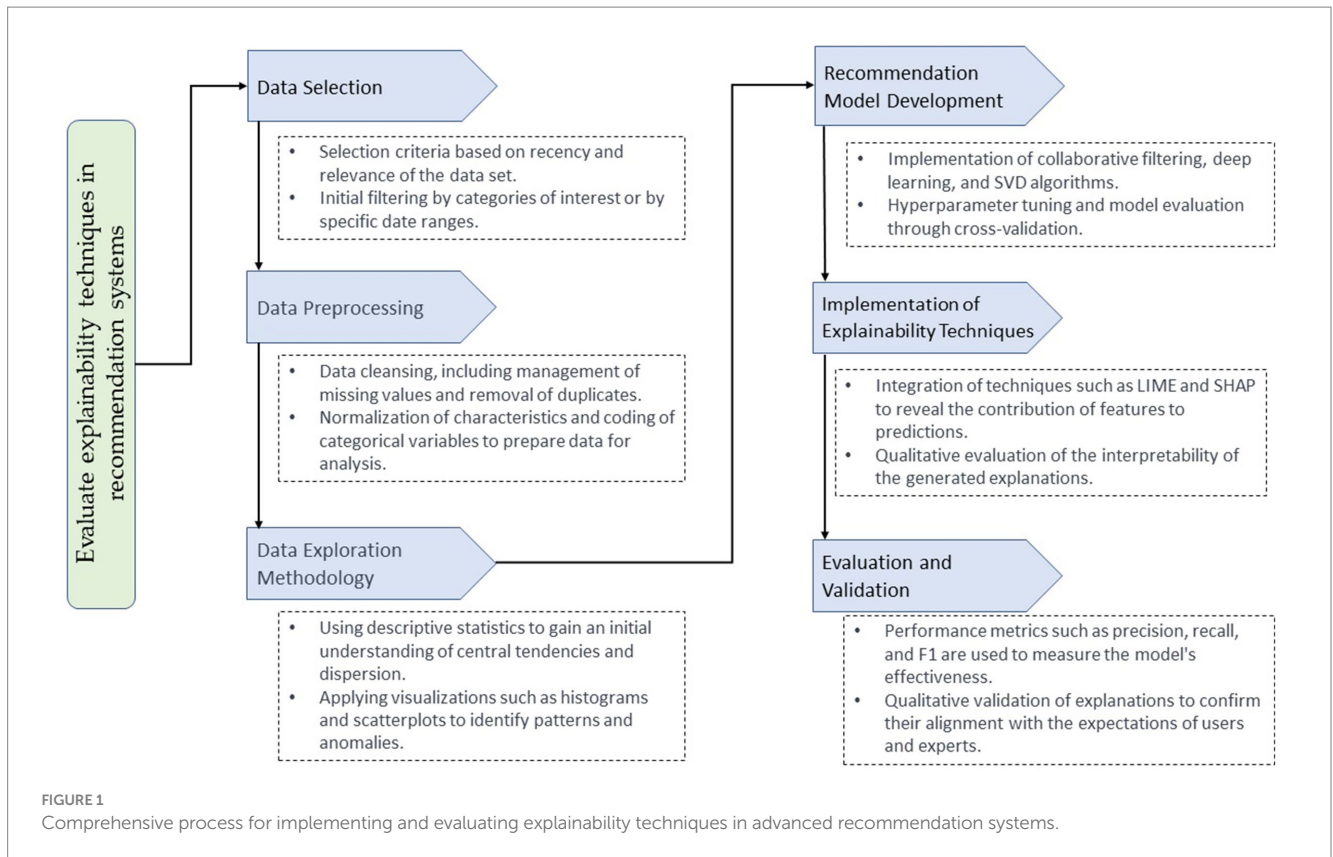 Evaluate explainability techniques in
recommendation systems
Data Selection
• Selection criteria based on recency and
relevance of the data set.
• Initial filtering by categories of interest or by
specific date ranges.
Data Preprocessing
• Data cleansing, including management of
missing values and removal of duplicates.
• Normalization of characteristics and coding of
categorical variables to prepare data for
analysis.
Data Exploration
Methodology
• Using descriptive statistics to gain an initial
understanding of central tendencies and
dispersion.
• Applying visualizations such as histograms
and scatterplots to identify patterns and
anomalies.
Recommendation
Model Development
• Implementation of collaborative filtering, deep
learning, and SVD algorithms.
• Hyperparameter tuning and model evaluation
through cross-validation.
Implementation of
Explainability Techniques
• Integration of techniques such as LIME and SHAP
to reveal the contribution of features to
predictions.
• Qualitative evaluation of the interpretability of
the generated explanations.
Evaluation and
Validation
• Performance metrics such as precision, recall,
and F1 are used to measure the model's
effectiveness.
• Qualitative validation of explanations to confirm
their alignment with the expectations of users
and experts.
FIGURE 1
Comprehensive process for implementing and evaluating explainability techniques in advanced recommendation systems.